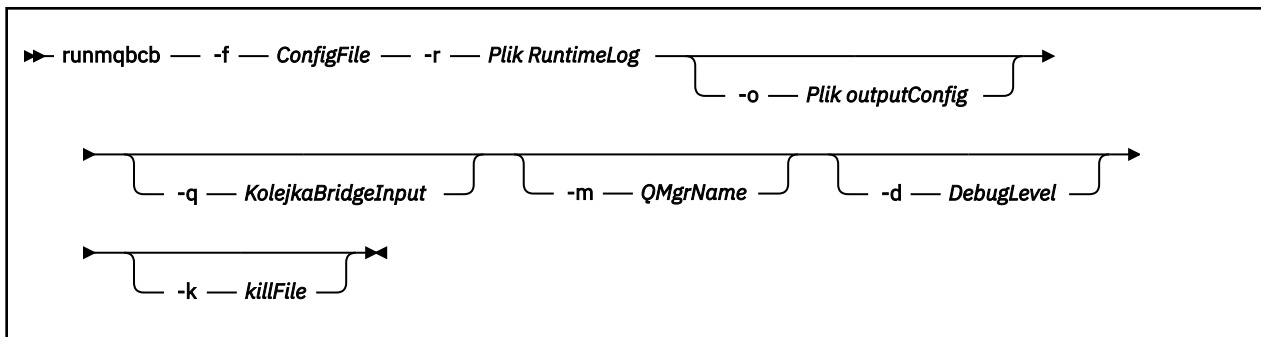 runmqbcb -f ConfigFile -r Plik RuntimeLog
-o Plik outputConfig
-q KolejkaBridgeInput -m QMgrName -d DebugLevel
-k killFile